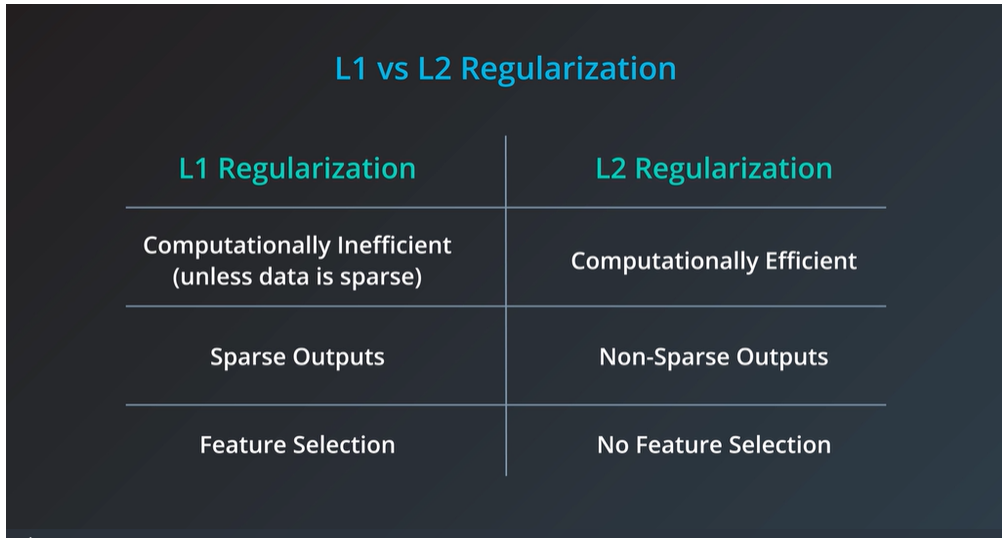 L1 vs L2 Regularization
L1 Regularization
L2 Regularization
Computationally Inefficient
(unless data is sparse)
Computationally Efficient
Sparse Outputs
Non-Sparse Outputs
Feature Selection
No Feature Selection